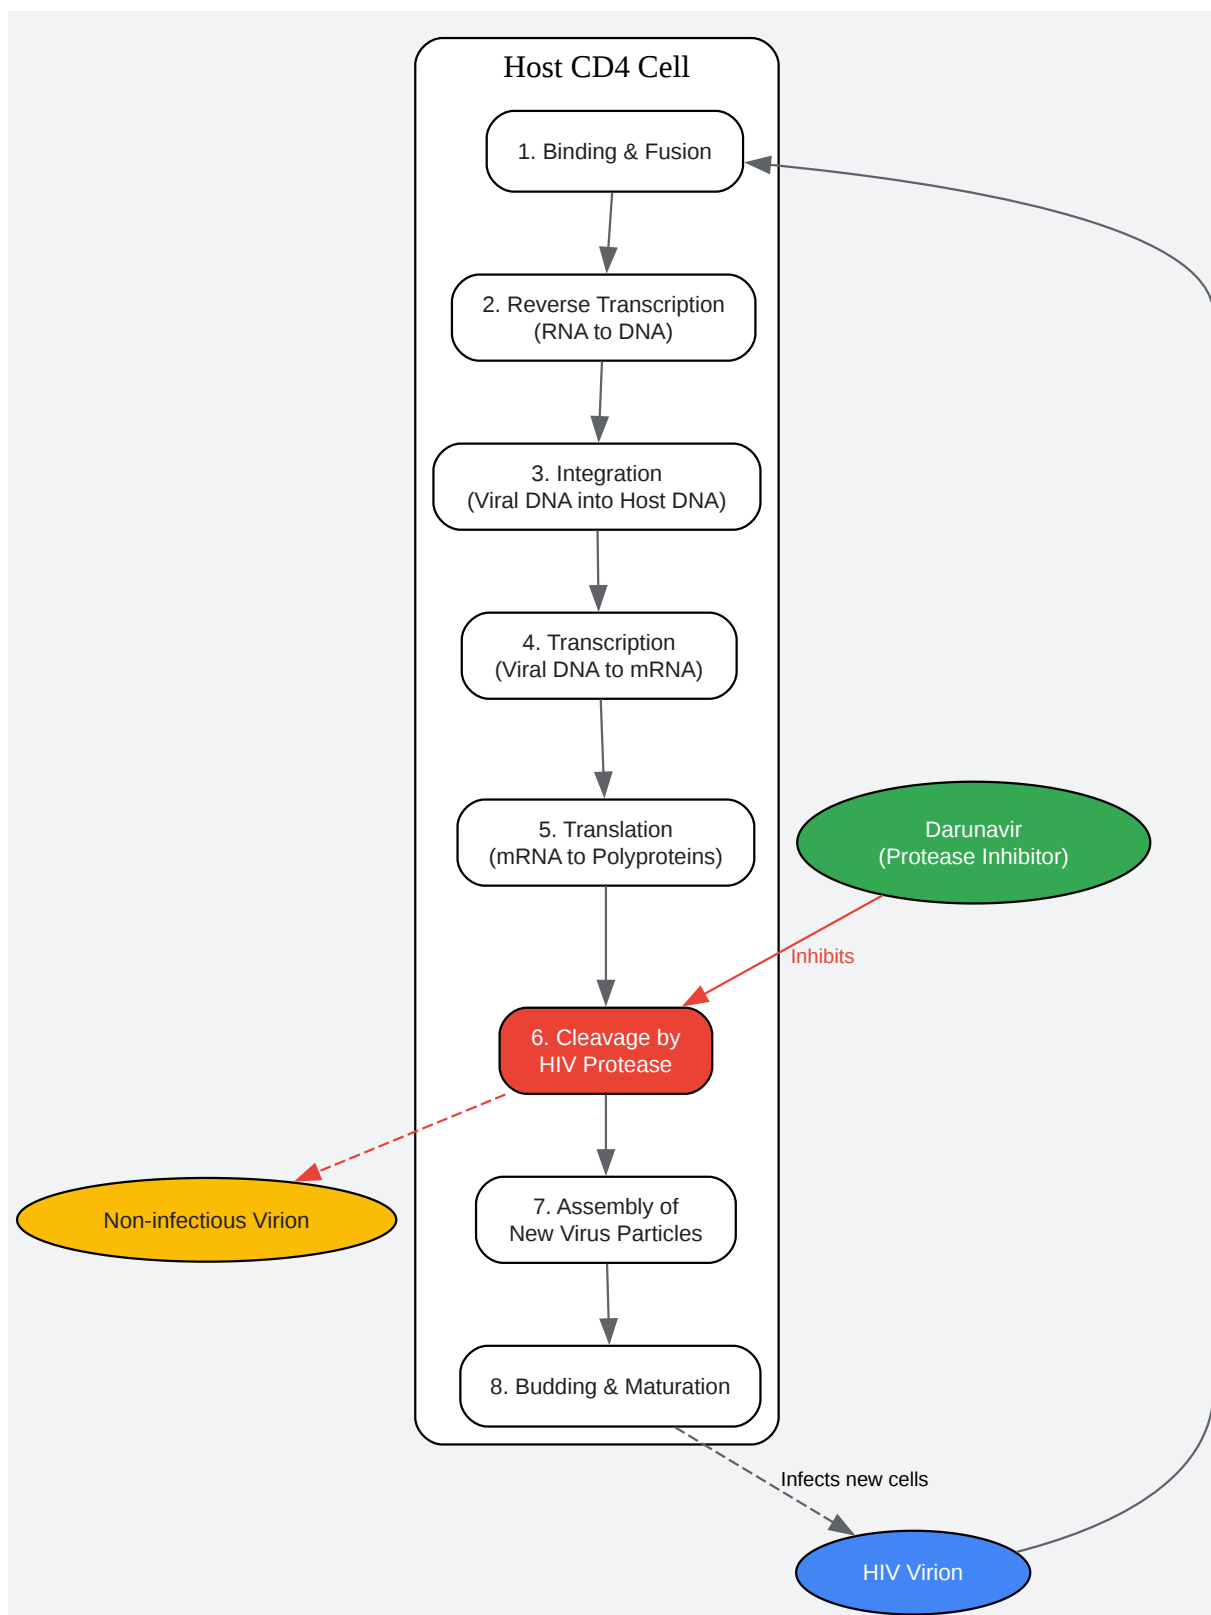 Host CD4 Cell
1. Binding & Fusion
2. Reverse Transcription
(RNA to DNA)
3. Integration
(Viral DNA into Host DNA)
4. Transcription
(Viral DNA to mRNA)
5. Translation
(mRNA to Polyproteins)
Darunavir
(Protease Inhibitor)
Inhibits
6. Cleavage by
HIV Protease
Non-infectious Virion
7. Assembly of
New Virus Particles
8. Budding & Maturation
Infects new cells
HIV Virion